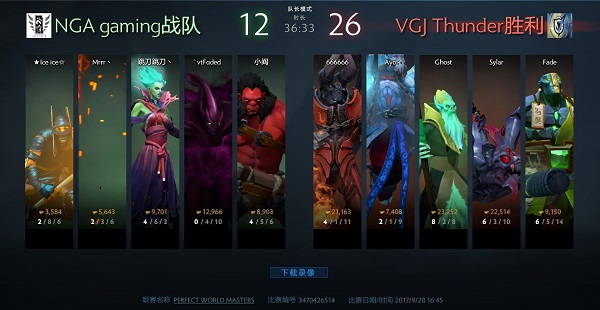 NGA gaming战队
12
队长模式
时长
36:33
26
VGJ Thunder胜利
★Ice ice☆
Mrrr丶
跳刀跳刀丶
`vtFaded
小阎
666666
Ayo
Ghost
Sylar
Fade
3,584
5,643
9,701
12,966
8,903
21,163
7,408
23,252
22,514
9,150
2 / 8 / 6
2 / 3 / 6
4 / 6 / 3
0 / 4 / 10
4 / 5 / 6
4 / 1 / 11
2 / 1 / 9
8 / 2 / 8
6 / 3 / 10
6 / 5 / 14
下载录像
联赛名称 PERFECT WORLD MASTERS
比赛编号 3470426514
比赛日期/时间 2017/9/28 16:45